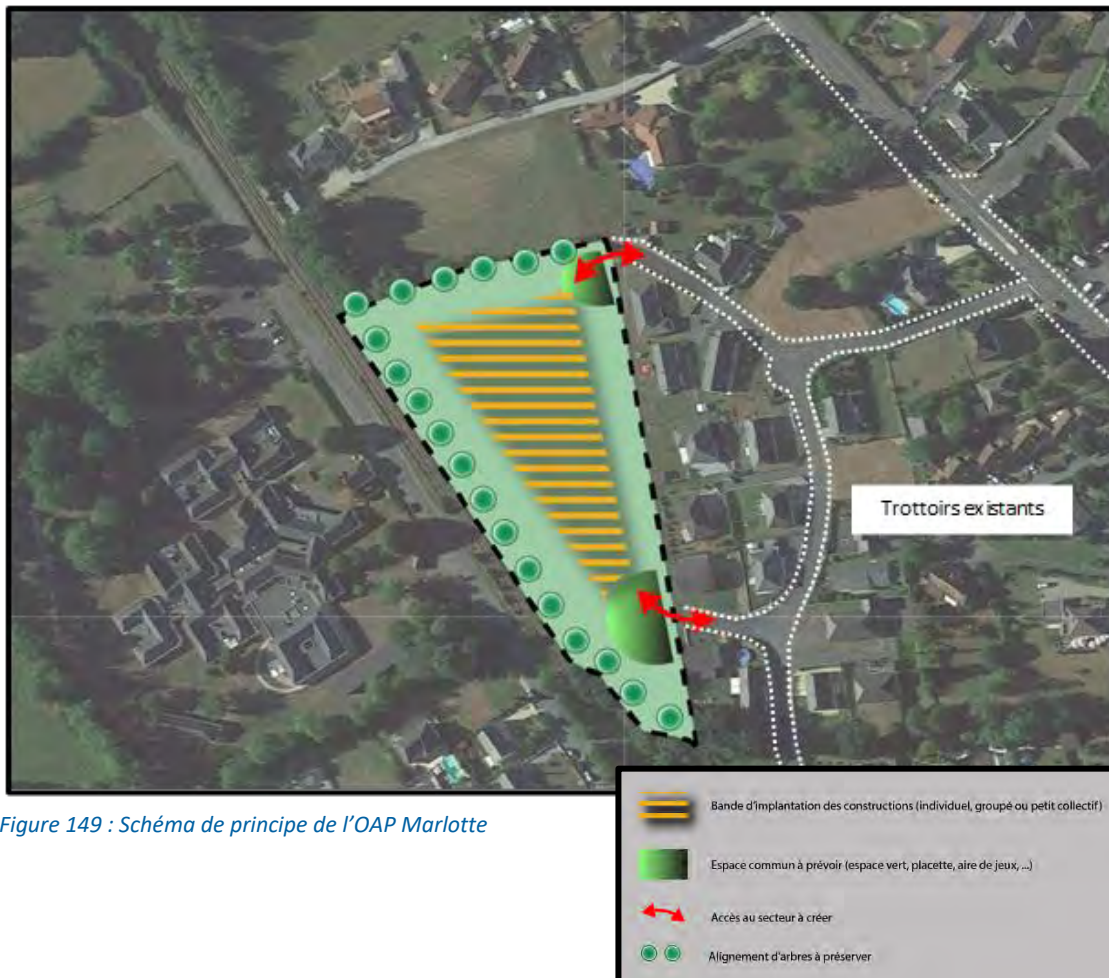 Trottoirs existants
Figure 149 : Schéma de principe de l'OAP Marlotte
Bande d'implantation des constructions (individuel, groupé ou petit collectif)
Espace commun à prévoir (espace vert, placette, aire de jeux, ...)
Accès au secteur à créer
Alignement d'arbres à préserver